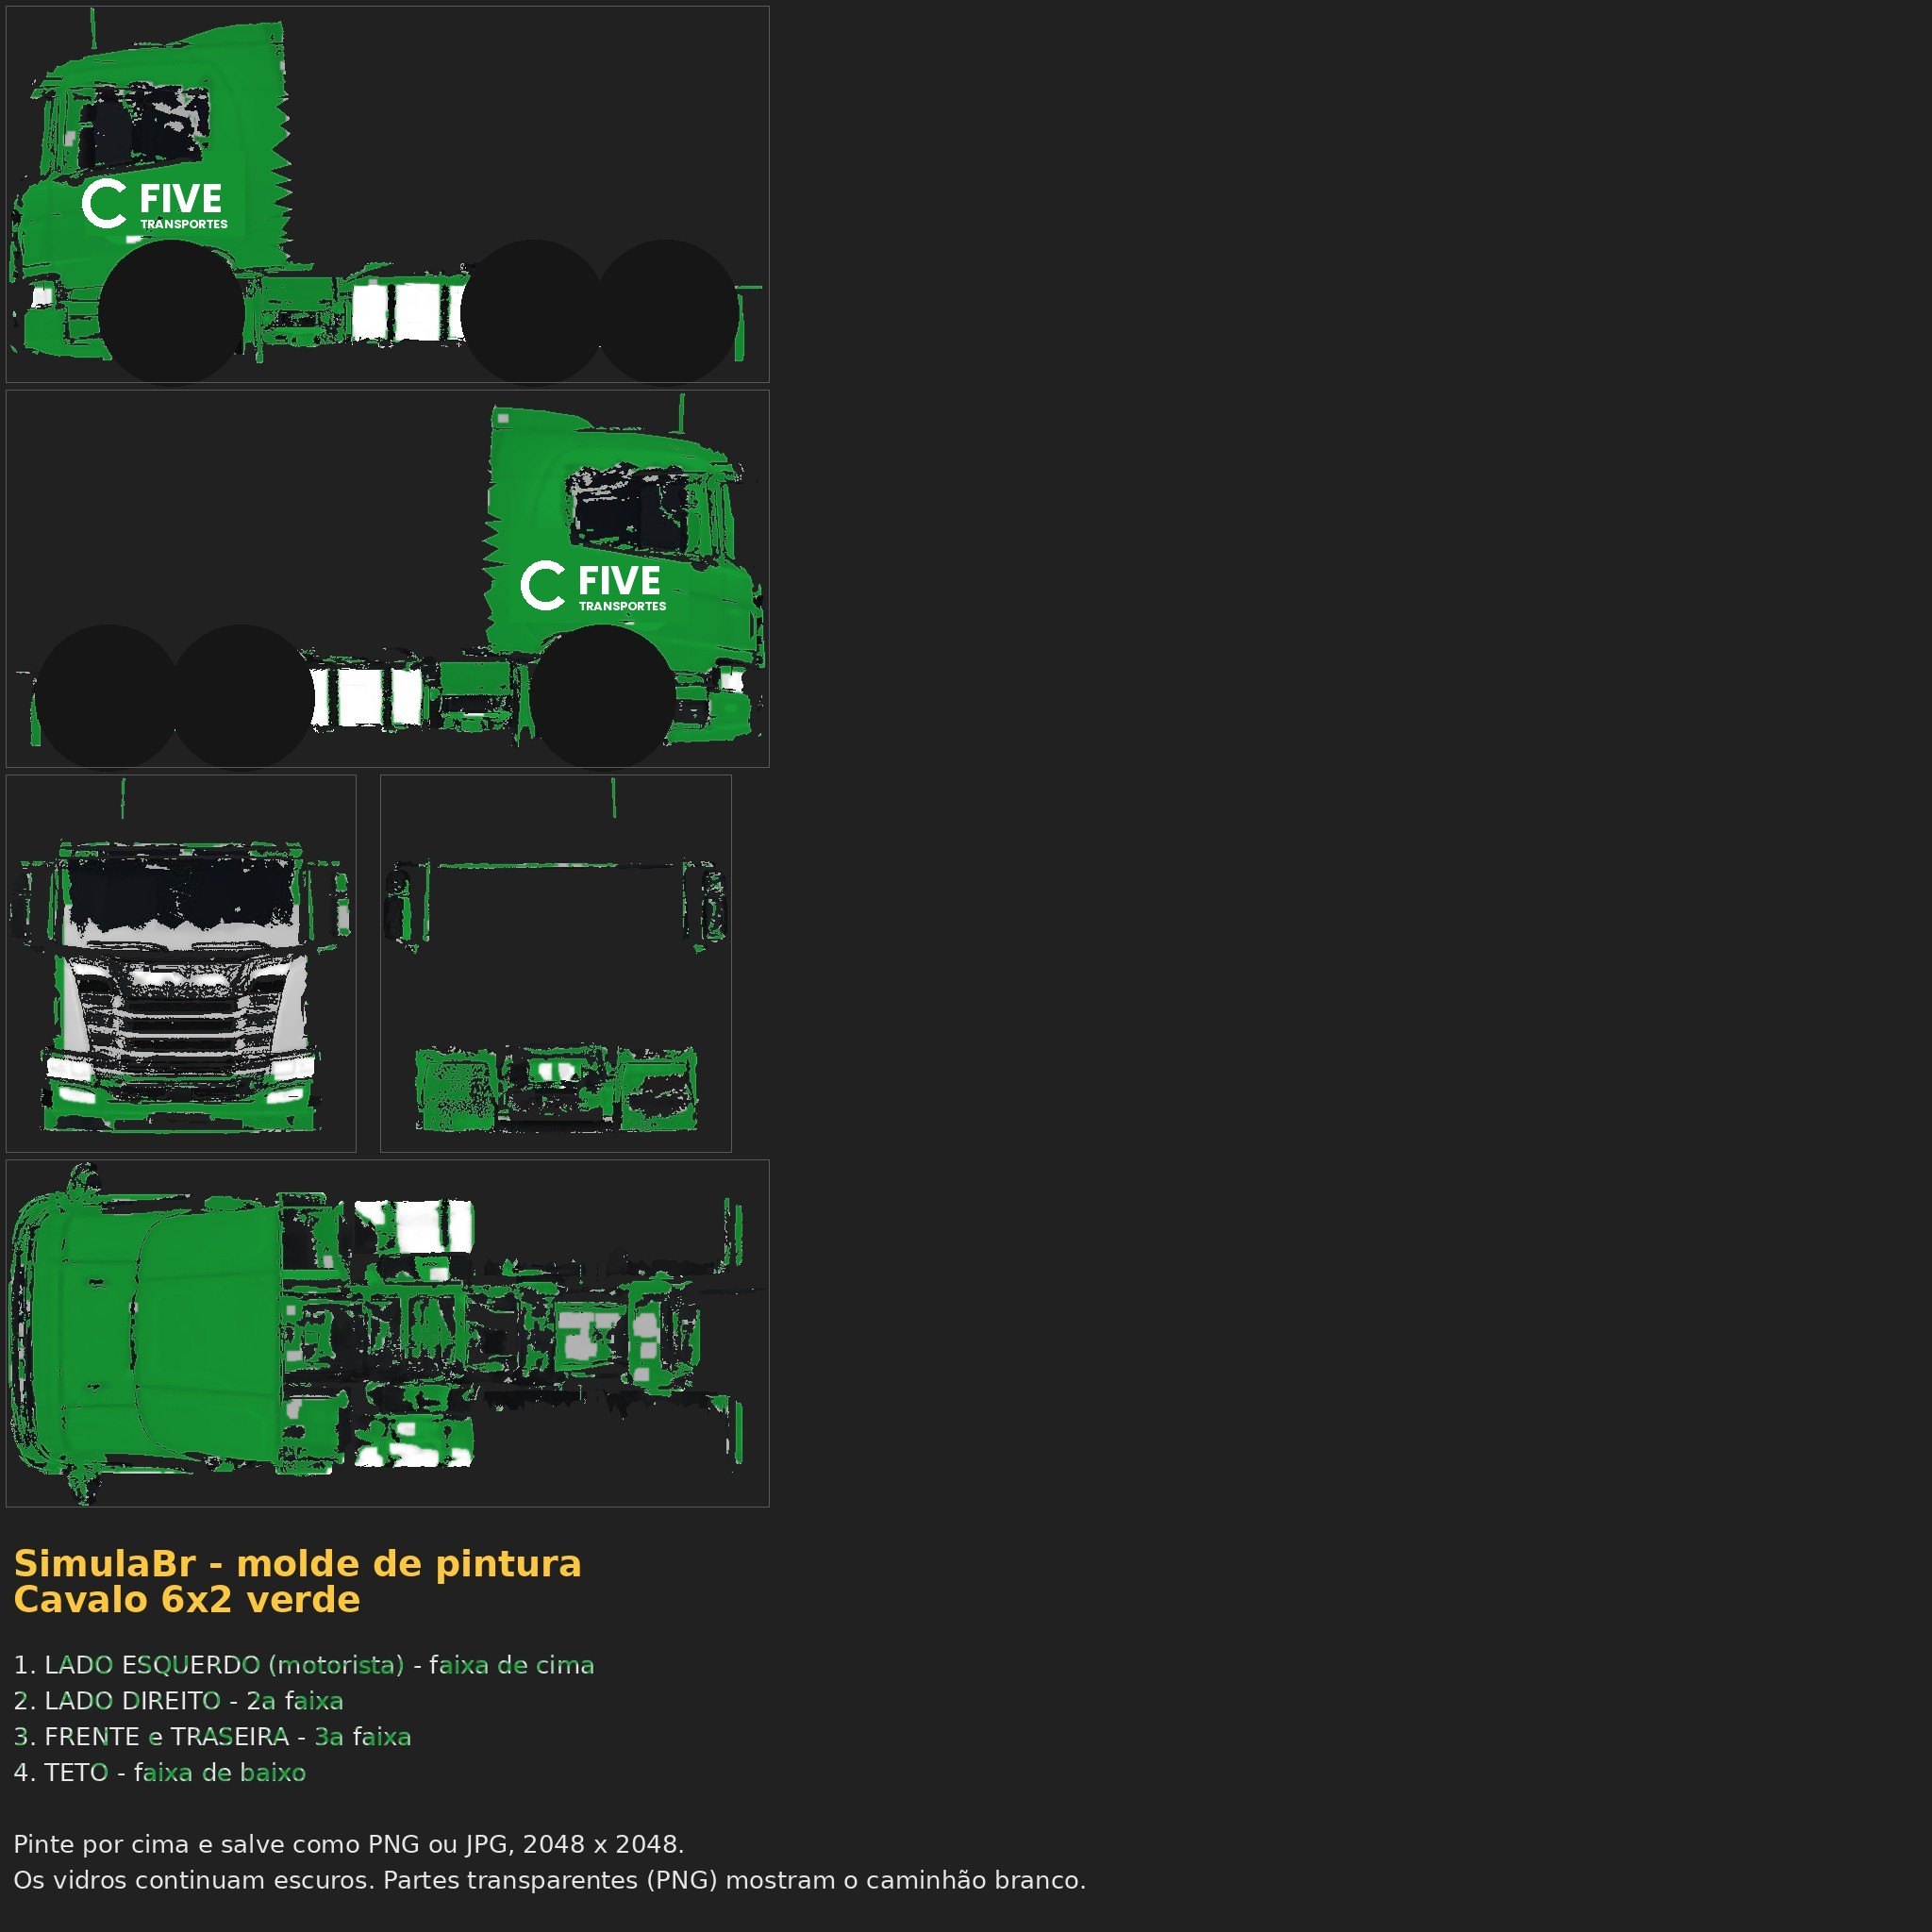 FIVE
TRANSPORTES
FIVE
TRANSPORTES
SimulaBr - molde de pintura
Cavalo 6x2 verde
1. LADO ESQUERDO (motorista) - faixa de cima
2. LADO DIREITO - 2a faixa
3. FRENTE e TRASEIRA - 3a faixa
4. TETO - faixa de baixo
Pinte por cima e salve como PNG ou JPG, 2048 x 2048.
Os vidros continuam escuros. Partes transparentes (PNG) mostram o caminhão branco.